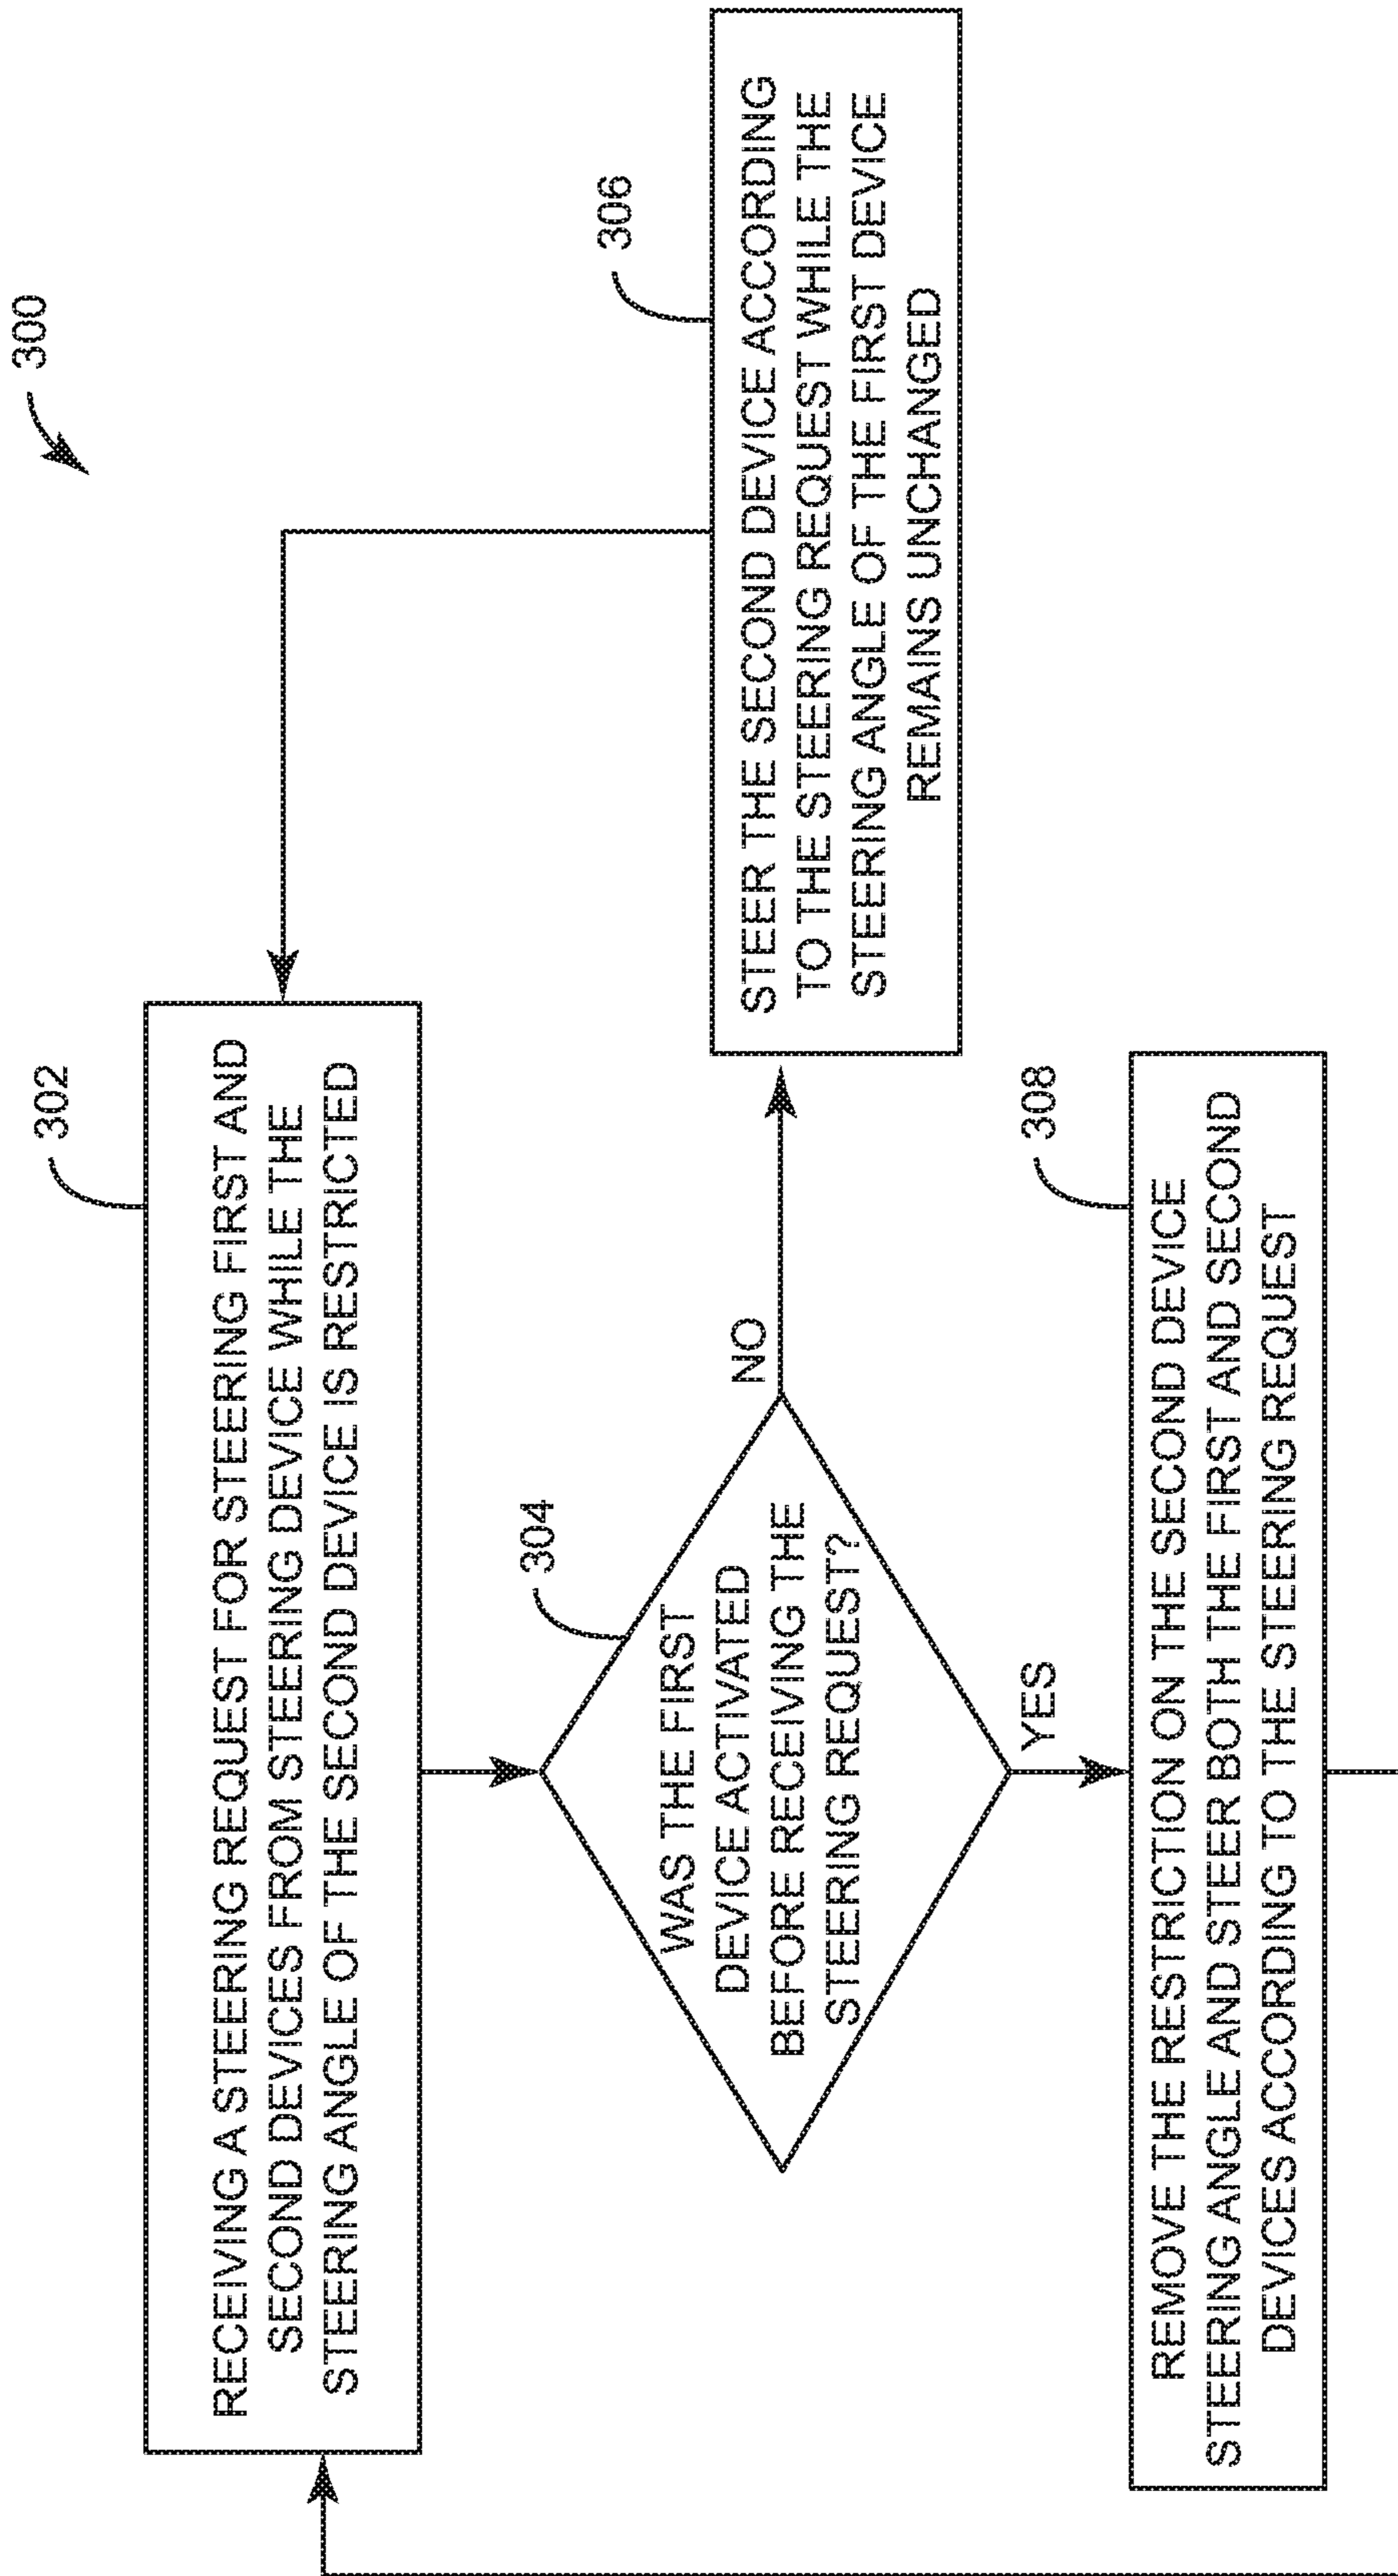 300
302
RECEIVING A STEERING REQUEST FOR STEERING FIRST AND
SECOND DEVICES FROM STEERING DEVICE WHILE THE
STEERING ANGLE OF THE SECOND DEVICE IS RESTRICTED
304
WAS THE FIRST
DEVICE ACTIVATED
BEFORE RECEIVING THE
STEERING REQUEST?
NO
306
STEER THE SECOND DEVICE ACCORDING
TO THE STEERING REQUEST WHILE THE
STEERING ANGLE OF THE FIRST DEVICE
REMAINS UNCHANGED
YES
308
REMOVE THE RESTRICTION ON THE SECOND DEVICE
STEERING ANGLE AND STEER BOTH THE FIRST AND SECOND
DEVICES ACCORDING TO THE STEERING REQUEST